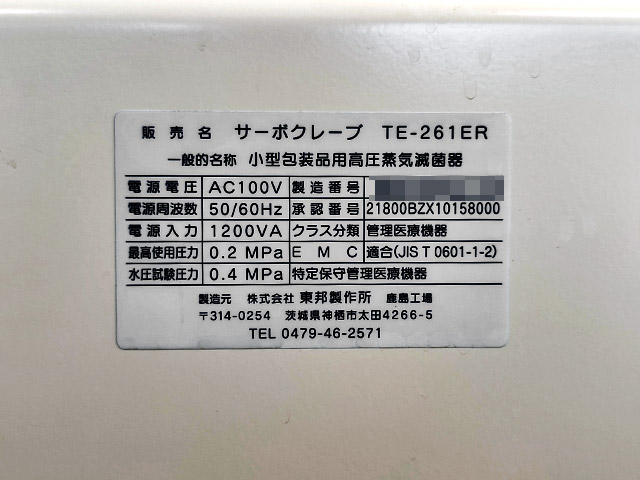 販売名 サーボクレーブ TE-261ER
一般的名称 小型包装品用高圧蒸気滅菌器
電源電圧 AC100V 製造番号
電源周波数 50/60Hz 承認番号 21800BZX10158000
電源入力 1200VA クラス分類 管理医療機器
最高使用圧力 0.2 MPa EMC 適合(JIS T 0601-1-2)
水圧試験圧力 0.4 MPa 特定保守管理医療機器
製造元 株式会社 東邦製作所 鹿島工場
〒314-0254 茨城県神栖市太田4266-5
TEL 0479-46-2571